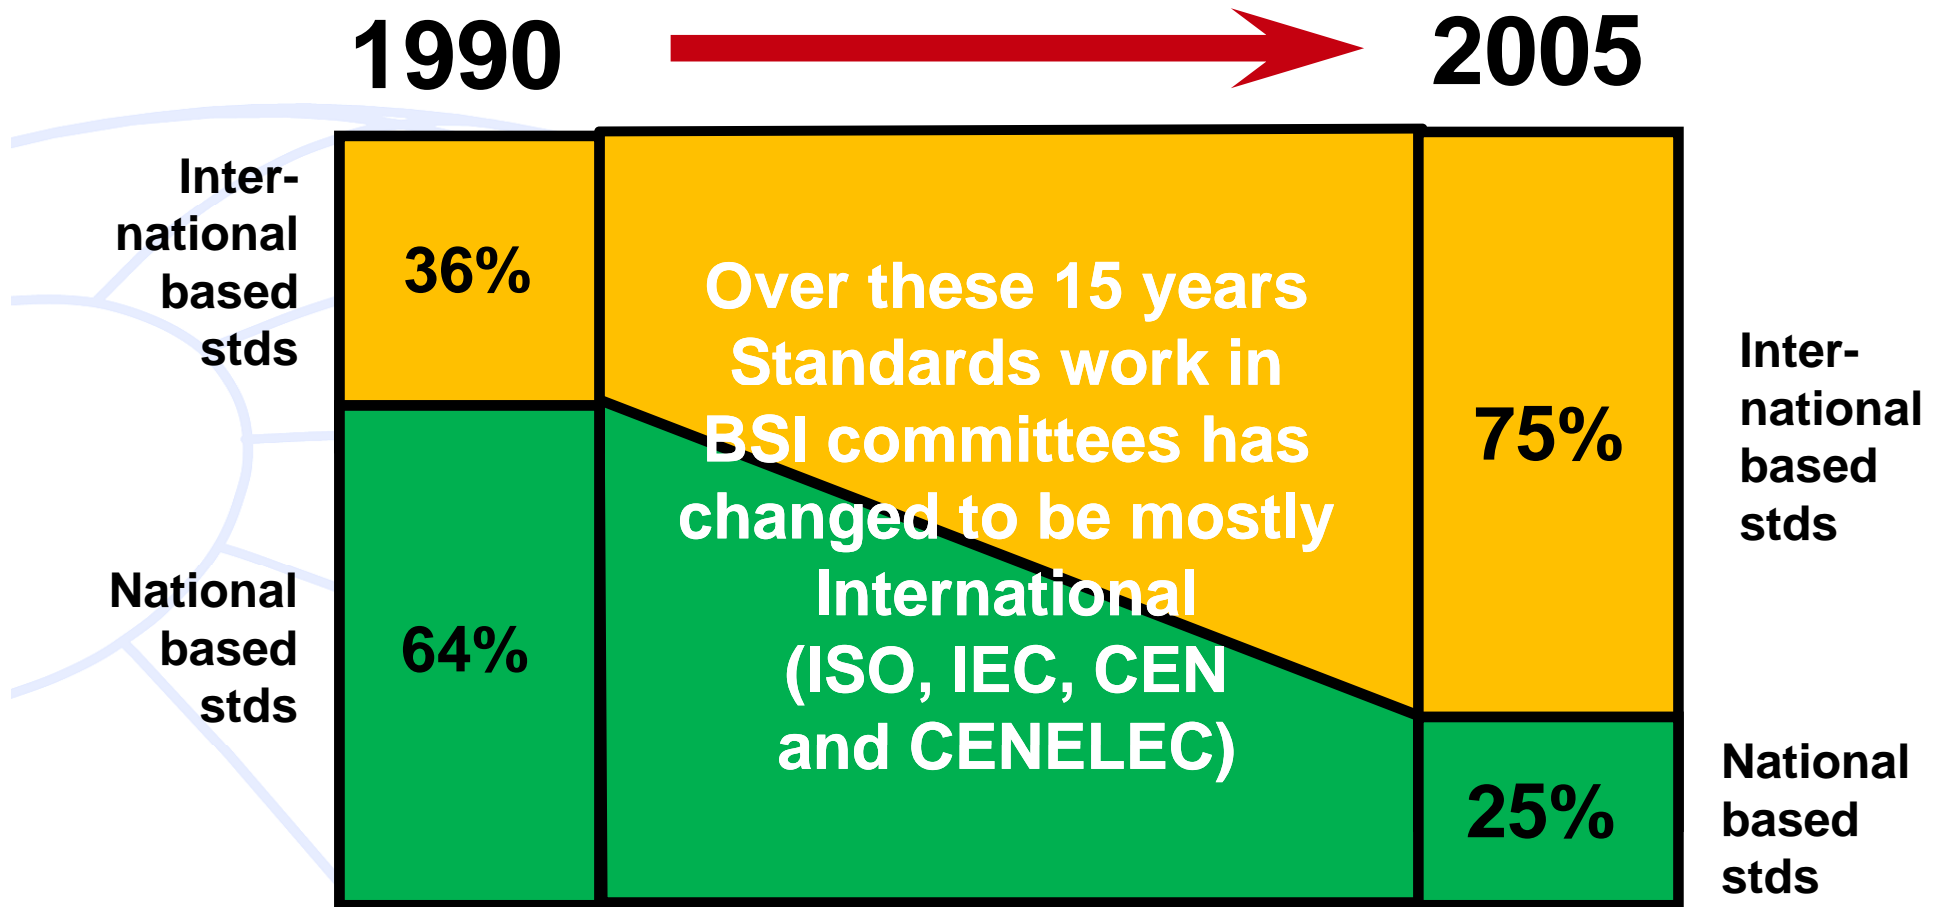 1990
2005
Inter-
national
based
stds
36%
National
based
stds
64%
Over these 15 years
Standards work in
BSI committees has
changed to be mostly
International
(ISO, IEC, CEN
and CENELEC)
75%
Inter-
national
based
stds
25%
National
based
stds